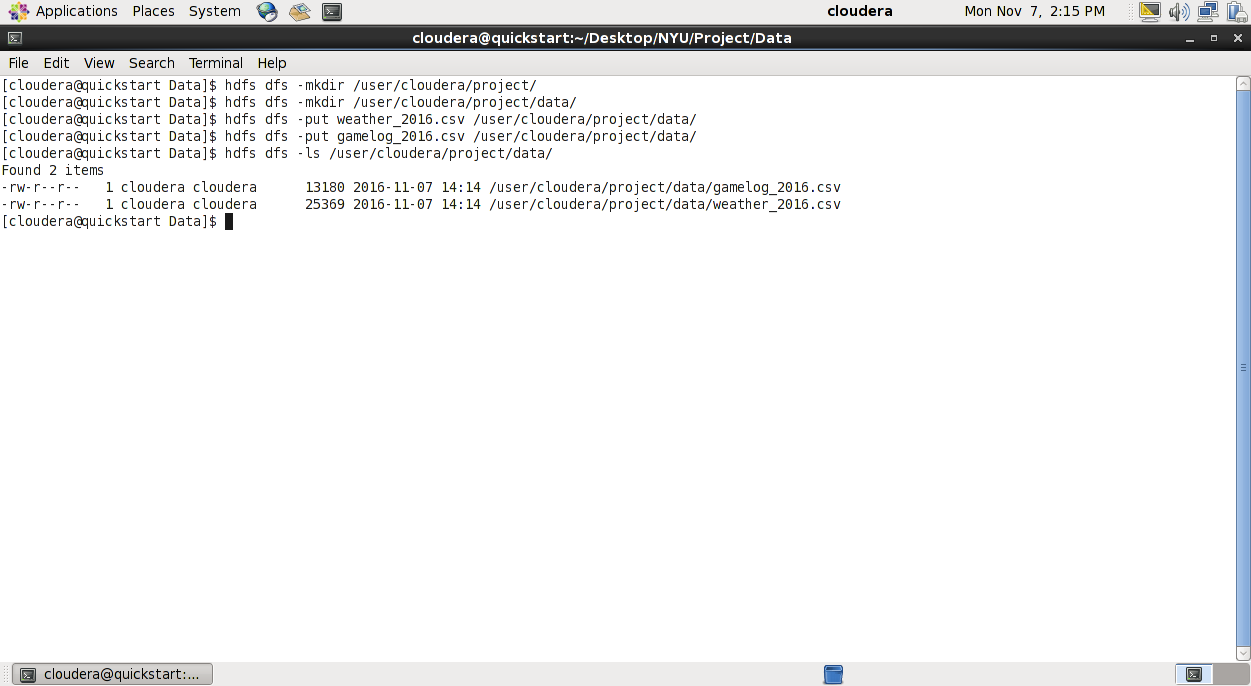 Applications Places System cloudera Mon Nov 7, 2:15 PM
cloudera@quickstart:~/Desktop/NYU/Project/Data
File Edit View Search Terminal Help
[cloudera@quickstart Data]$ hdfs dfs -mkdir /user/cloudera/project/
[cloudera@quickstart Data]$ hdfs dfs -mkdir /user/cloudera/project/data/
[cloudera@quickstart Data]$ hdfs dfs -put weather_2016.csv /user/cloudera/project/data/
[cloudera@quickstart Data]$ hdfs dfs -put gamelog_2016.csv /user/cloudera/project/data/
[cloudera@quickstart Data]$ hdfs dfs -ls /user/cloudera/project/data/
Found 2 items
-rw-r--r--   1 cloudera cloudera      13180 2016-11-07 14:14 /user/cloudera/project/data/gamelog_2016.csv
-rw-r--r--   1 cloudera cloudera      25369 2016-11-07 14:14 /user/cloudera/project/data/weather_2016.csv
[cloudera@quickstart Data]$
cloudera@quickstart:...